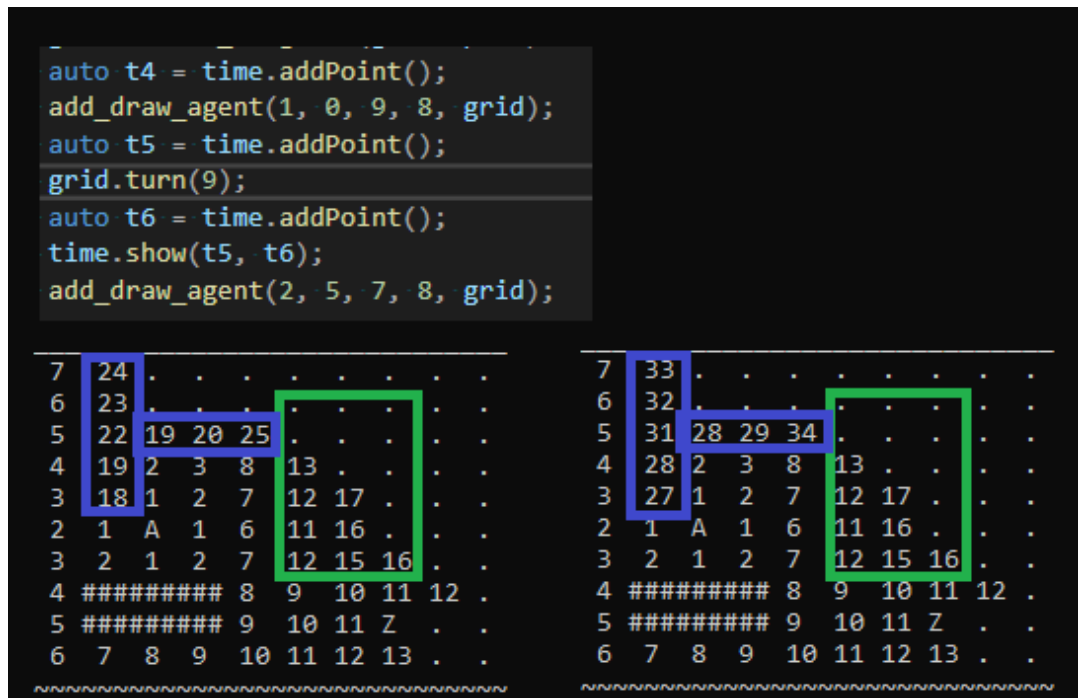 auto t4 = time.addPoint();
add_draw_agent(1, 0, 9, 8, grid);
auto t5 = time.addPoint();
grid.turn(9);
auto t6 = time.addPoint();
time.show(t5, t6);
add_draw_agent(2, 5, 7, 8, grid);
7 24 . . . . . . . .
6 23 . . . . . . . .
5 22 19 20 25 . . . . .
4 19 2 3 8 13 . . . .
3 18 1 2 7 12 17 . . .
2 1 A 1 6 11 16 . . .
3 2 1 2 7 12 15 16 . .
4 ######### 8 9 10 11 12 .
5 ######### 9 10 11 Z . .
6 7 8 9 10 11 12 13 . .
~~~~~~~~~~~~~~~~~~~~~~~~~~~~~~
7 33 . . . . . . . .
6 32 . . . . . . . .
5 31 28 29 34 . . . . .
4 28 2 3 8 13 . . . .
3 27 1 2 7 12 17 . . .
2 1 A 1 6 11 16 . . .
3 2 1 2 7 12 15 16 . .
4 ######### 8 9 10 11 12 .
5 ######### 9 10 11 Z . .
6 7 8 9 10 11 12 13 . .
~~~~~~~~~~~~~~~~~~~~~~~~~~~~~~